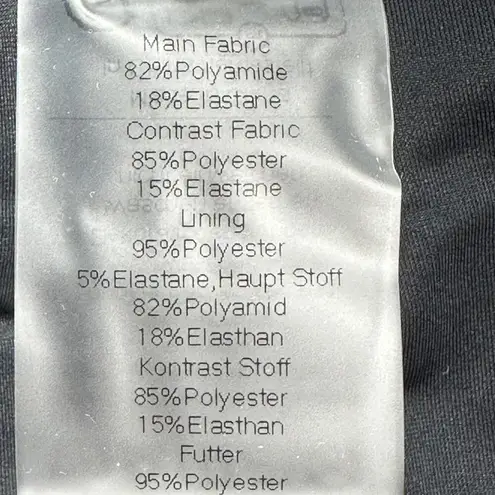 Main Fabric
82%Polyamide
18%Elastane
Contrast Fabric
85%Polyester
15%Elastane
Lining
95%Polyester
5%Elastane,Haupt Stoff
82%Polyamid
18%Elasthan
Kontrast Stoff
85%Polyester
15%Elasthan
Futter
95%Polyester